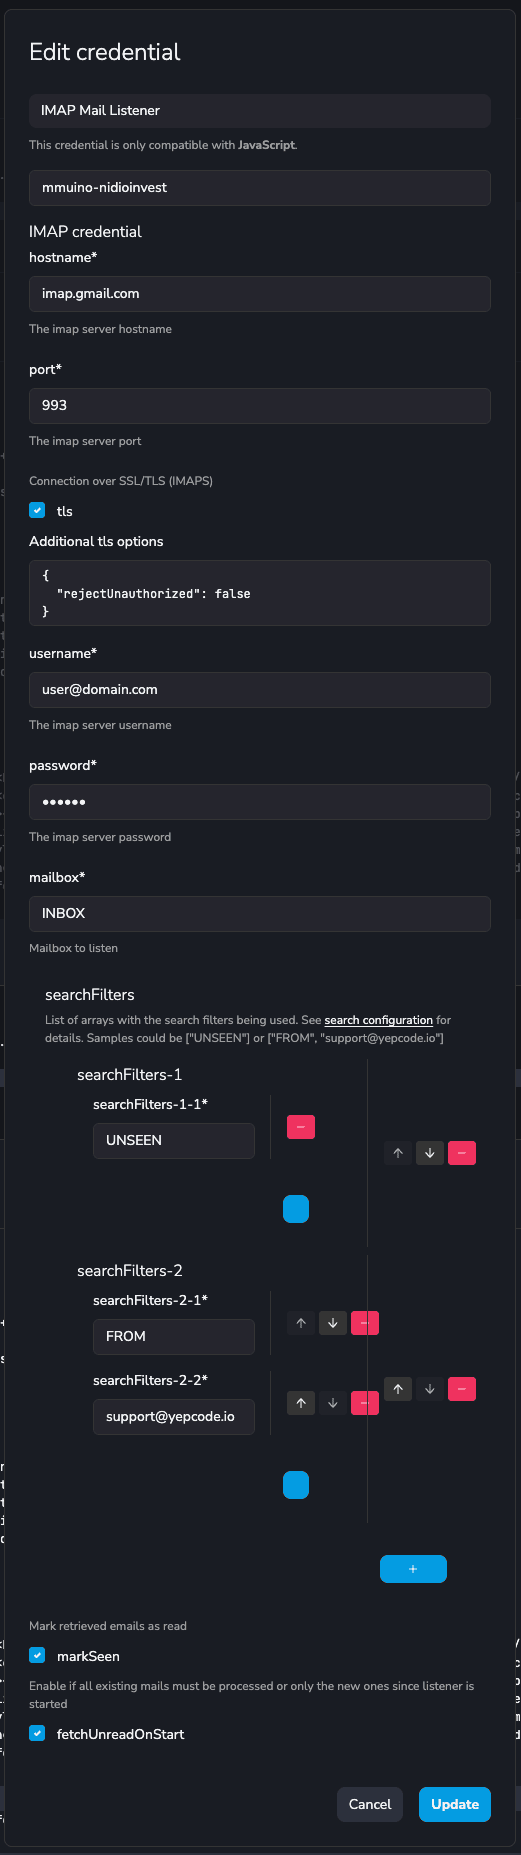 Edit credential
IMAP Mail Listener
This credential is only compatible with JavaScript.
mmuino-nidioinvest
IMAP credential
hostname*
imap.gmail.com
The imap server hostname
port*
993
The imap server port
Connection over SSL/TLS (IMAPS)
tls
Additional tls options
{
"rejectUnauthorized": false
}
username*
user@domain.com
The imap server username
password*
••••••
The imap server password
mailbox*
INBOX
Mailbox to listen
searchFilters
List of arrays with the search filters being used. See search configuration for
details. Samples could be ["UNSEEN"] or ["FROM", "support@yepcode.io"]
searchFilters-1
searchFilters-1-1*
UNSEEN
searchFilters-2
searchFilters-2-1*
FROM
searchFilters-2-2*
support@yepcode.io
+
Mark retrieved emails as read
markSeen
Enable if all existing mails must be processed or only the new ones since listener is
started
fetchUnreadOnStart
Cancel
Update